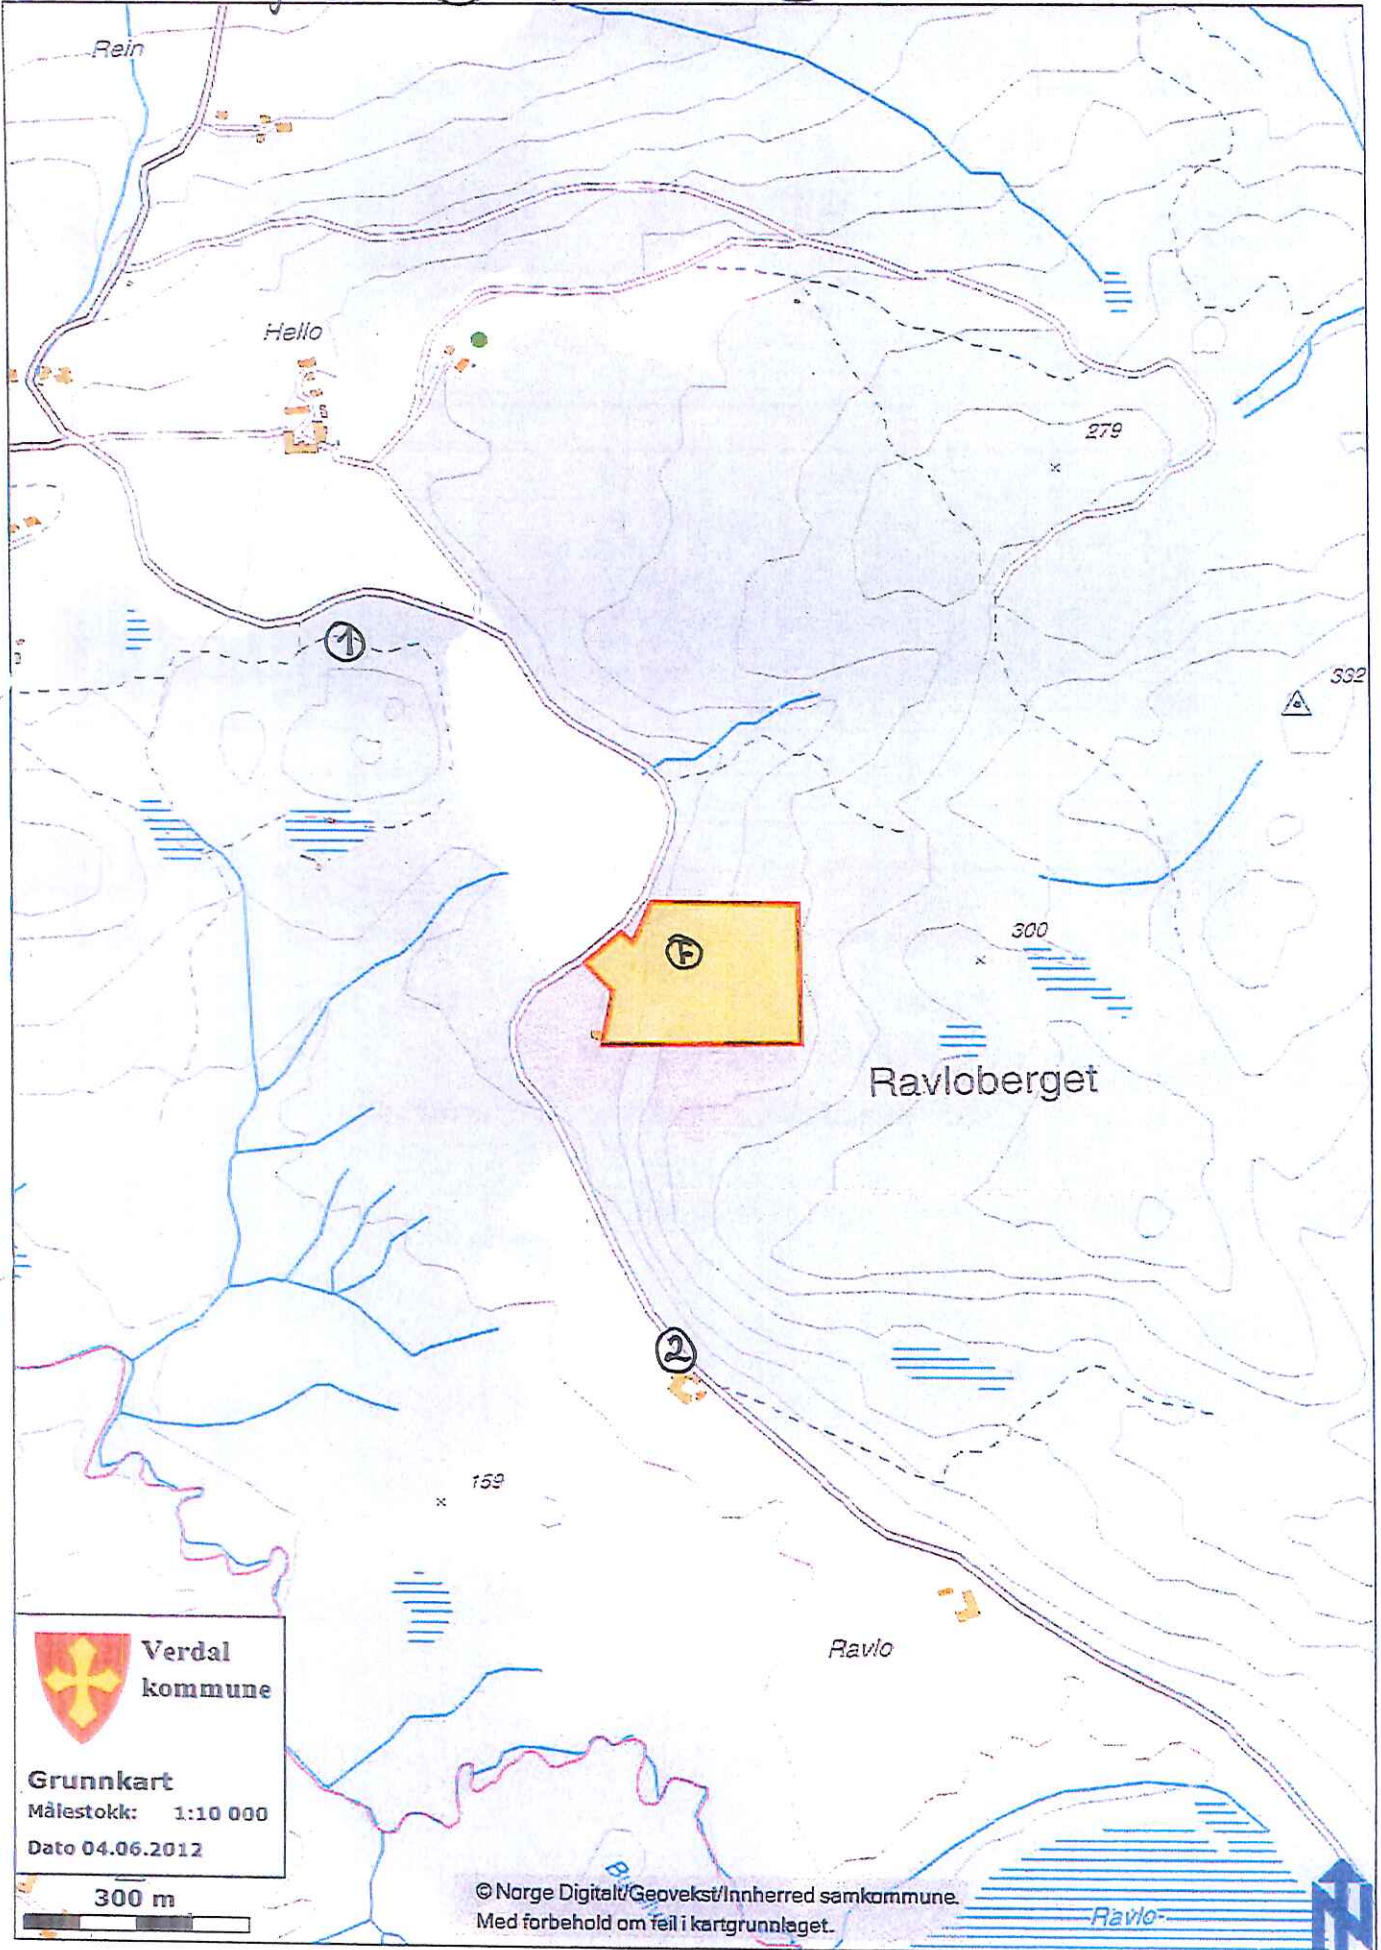 Rein
Hello
279
1
332
F
300
Ravloberget
2
159
Ravlo
Verdal
kommune
Grunnkart
Målestokk: 1:10 000
Dato 04.06.2012
300 m
© Norge Digitalt/Geovekst/Innherred samkommune.
Med forbehold om feil i kartgrunnlaget.
Ravlo-
N